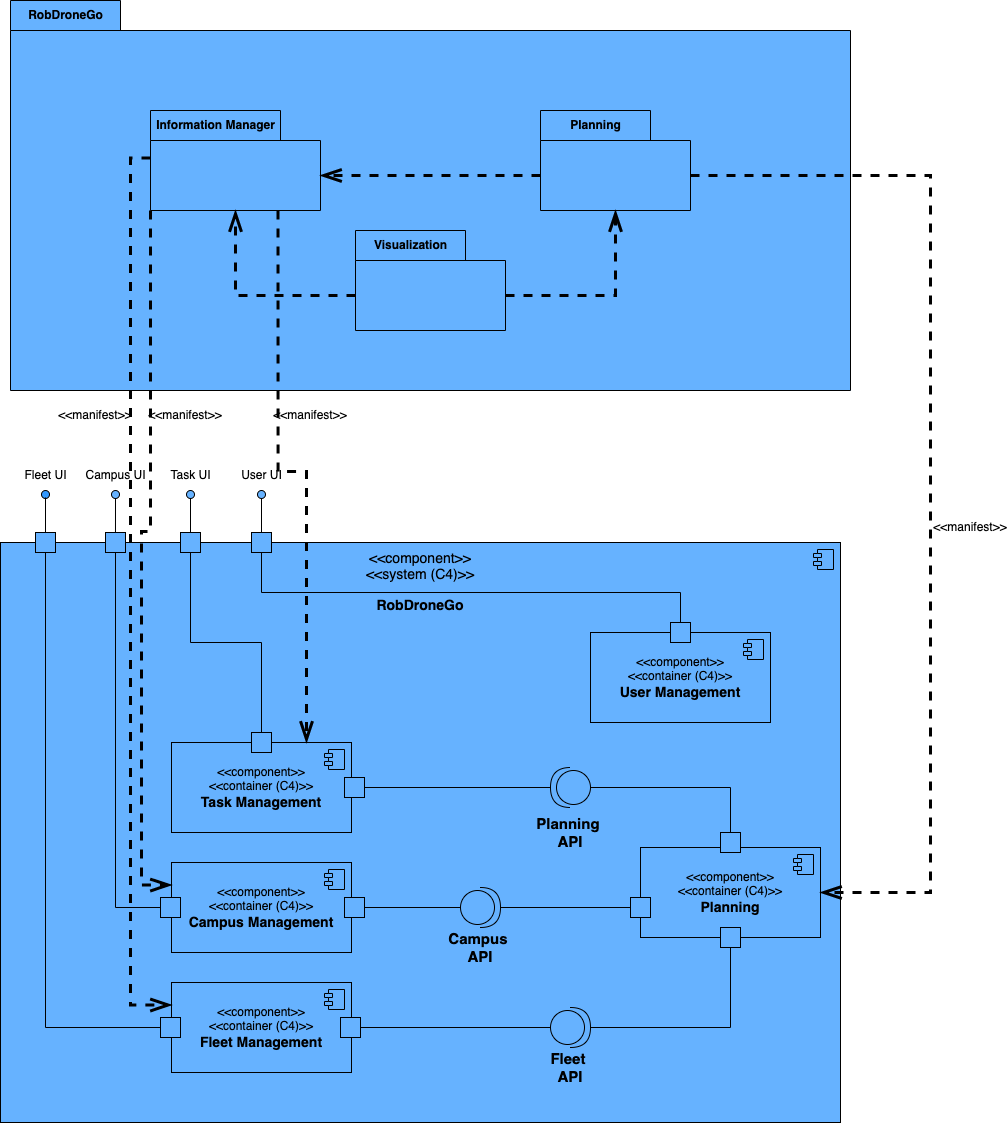 RobDroneGo
Information Manager
Planning
Visualization
<<manifest>>
<<manifest>>
<<manifest>>
Fleet UI
Campus UI
Task UI
User UI
<<manifest>>
<<component>>
<<system (C4)>>
RobDroneGo
<<component>>
<<container (C4)>>
User Management
<<component>>
<<container (C4)>>
Task Management
Planning
API
<<component>>
<<container (C4)>>
Planning
<<component>>
<<container (C4)>>
Campus Management
Campus
API
<<component>>
<<container (C4)>>
Fleet Management
Fleet
API